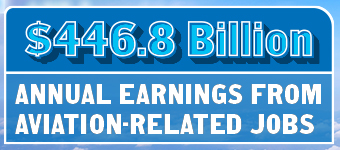 $446.8 Billion
ANNUAL EARNINGS FROM
AVIATION-RELATED JOBS